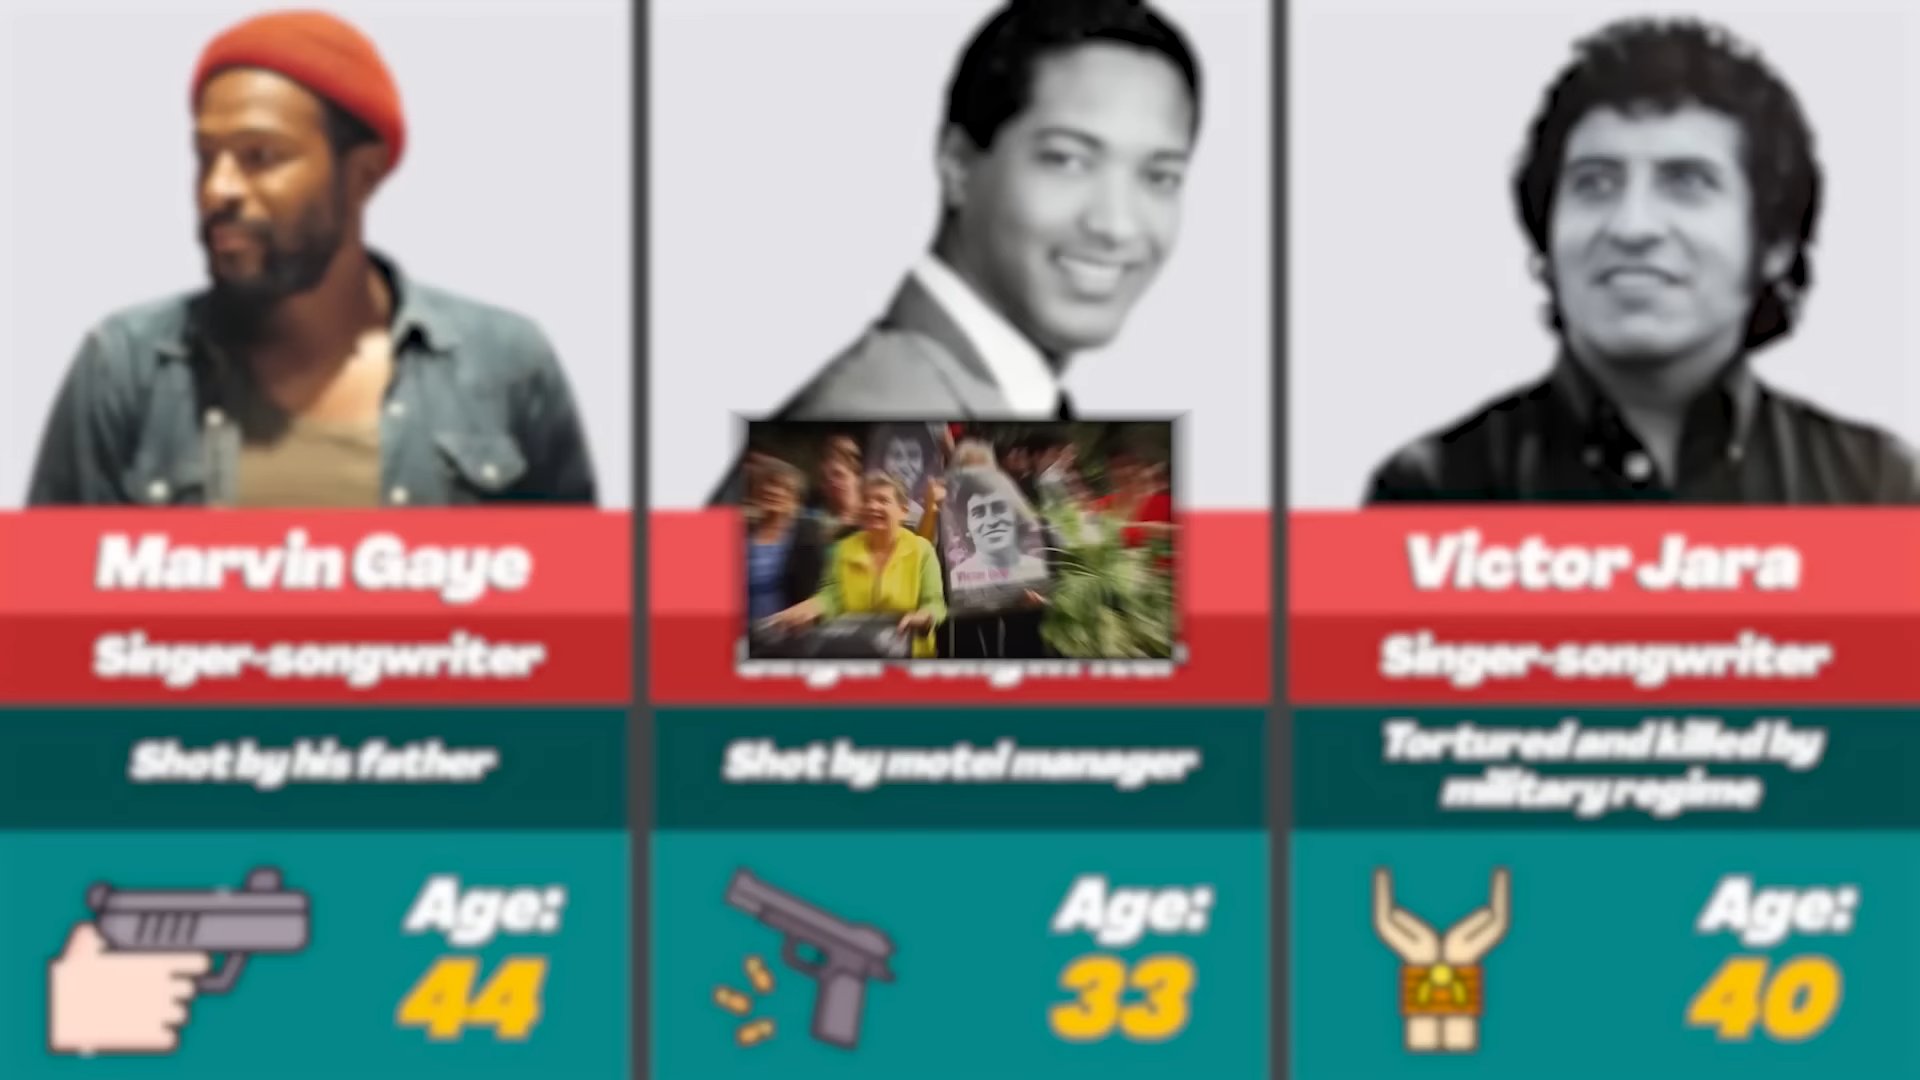 Marvin Gaye
Singer-songwriter
Shot by his father
Age:
44
Shot by motel manager
Age:
33
Victor Jara
Singer-songwriter
Tortured and killed by
military regime
Age:
40